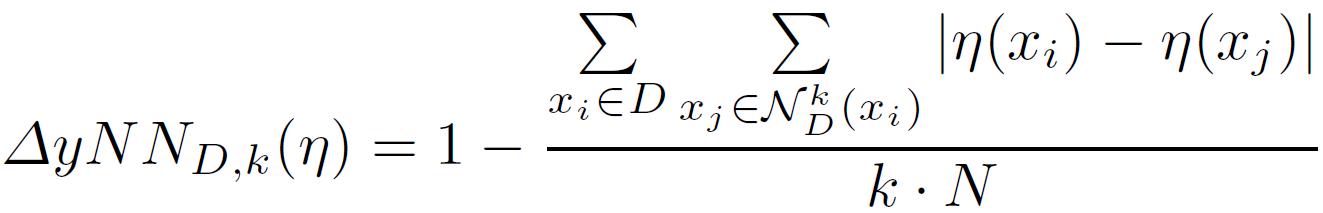 ΔyNN_{D,k}(η) = 1 − \frac{\sum_{x_i ∈ D} \sum_{x_j ∈ \mathcal{N}_D^k(x_i)} |η(x_i) − η(x_j)|}{k · N}